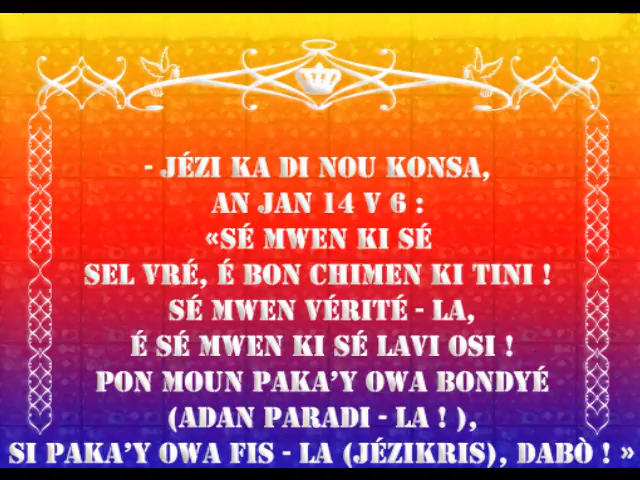 - JÉZI KA DI NOU KONSA,
AN JAN 14 V 6 :
«SÉ MWEN KI SÉ
SEL VRÉ, É BON CHIMEN KI TINI !
SÉ MWEN VÉRITÉ - LA,
É SÉ MWEN KI SÉ LAVI OSI !
PON MOUN PAKA'Y OWA BONDYÉ
(ADAN PARADI - LA ! ),
SI PAKA'Y OWA FIS - LA (JÉZIKRIS), DABÒ ! »